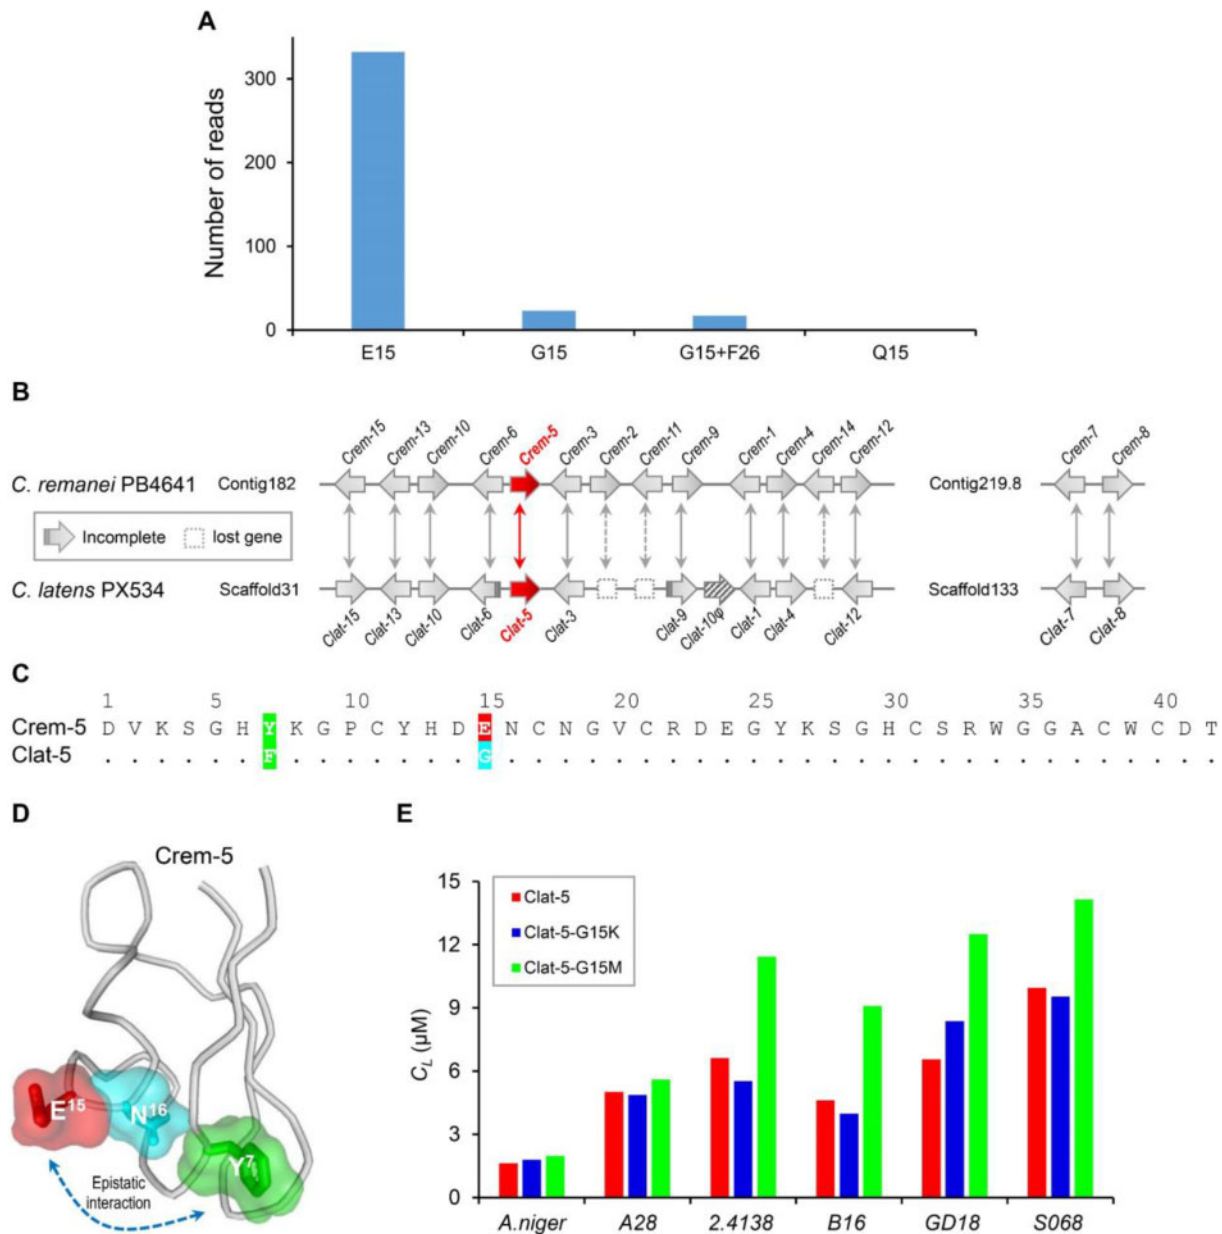 A
Number of reads
300
200
100
0
E15 G15 G15+F26 Q15
B
Crem-15 Crem-13 Crem-10 Crem-6 Crem-5 Crem-3 Crem-2 Crem-11 Crem-9 Crem-1 Crem-4 Crem-14 Crem-12 Crem-7 Crem-8
C. remanei PB4641 Contig182 Contig219.8
Incomplete lost gene
C. latens PX534 Scaffold31 Scaffold133
Clat-15 Clat-13 Clat-10 Clat-6 Clat-5 Clat-3 Clat-9 Clat-10φ Clat-1 Clat-4 Clat-12 Clat-7 Clat-8
C
1 5 10 15 20 25 30 35 40
Crem-5 D V K S G H Y K G P C Y H D E N C N G V C R D E G Y K S G H C S R W G G A C W C D T
Clat-5 . . . . . . F . . . . . . . G . . . . . . . . . . . . . . . . . . . . . . . . . . .
D
Crem-5
E15 N16 Y7
Epistatic
interaction
E
15
12
9
6
3
0
CL (µM)
Clat-5
Clat-5-G15K
Clat-5-G15M
A.niger A28 2.4138 B16 GD18 S068